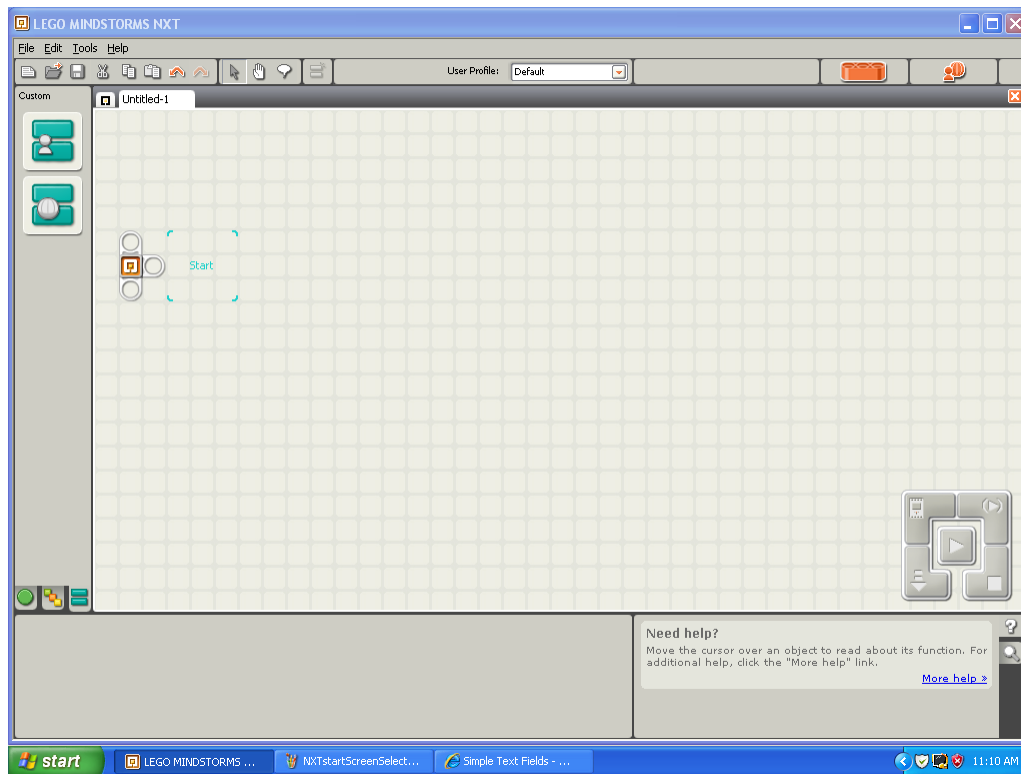 LEGO MINDSTORMS NXT
File Edit Tools Help
User Profile: Default
Custom
Untitled-1
Start
Need help?
Move the cursor over an object to read about its function. For
additional help, click the "More help" link.
More help »
start
LEGO MINDSTORMS ...
NXTstartScreenSelect...
Simple Text Fields - ...
11:10 AM